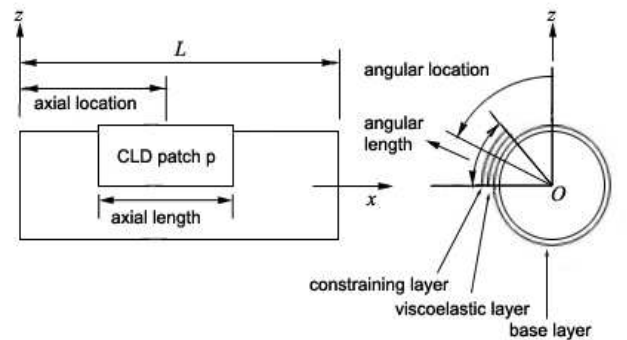 z
L
axial location
CLD patch p
axial length
x
z
angular location
angular
length
O
constraining layer
viscoelastic layer
base layer